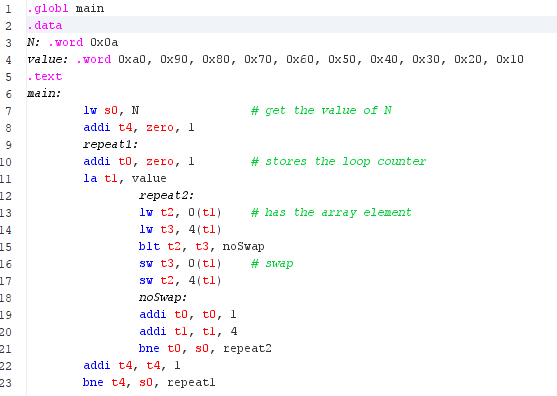 1 .globl main
2 .data
3 N: .word 0x0a
4 value: .word 0xa0, 0x90, 0x80, 0x70, 0x60, 0x50, 0x40, 0x30, 0x20, 0x10
5 .text
6 main:
7 lw s0, N # get the value of N
8 addi t4, zero, 1
9 repeat1:
10 addi t0, zero, 1 # stores the loop counter
11 la t1, value
12 repeat2:
13 lw t2, 0(t1) # has the array element
14 lw t3, 4(t1)
15 blt t2, t3, noSwap
16 sw t3, 0(t1) # swap
17 sw t2, 4(t1)
18 noSwap:
19 addi t0, t0, 1
20 addi t1, t1, 4
21 bne t0, s0, repeat2
22 addi t4, t4, 1
23 bne t4, s0, repeat1